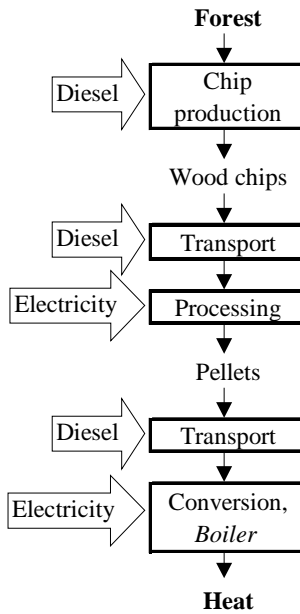 Forest
Diesel
Chip
production
Wood chips
Diesel
Transport
Electricity
Processing
Pellets
Diesel
Transport
Electricity
Conversion,
Boiler
Heat